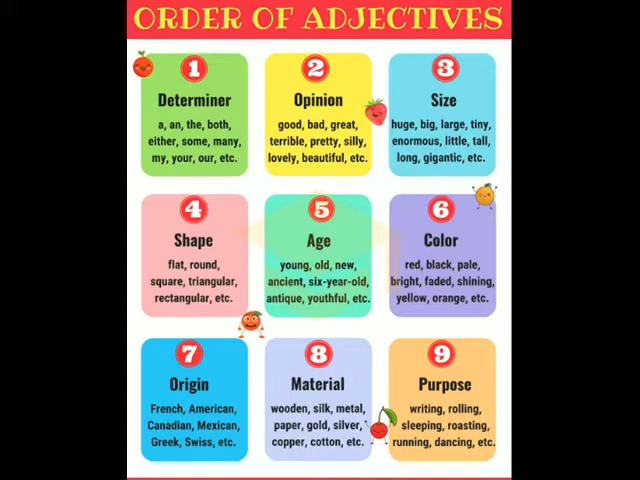 ORDER OF ADJECTIVES
1
Determiner
a, an, the, both,
either, some, many,
my, your, our, etc.
2
Opinion
good, bad, great,
terrible, pretty, silly,
lovely, beautiful, etc.
3
Size
huge, big, large, tiny,
enormous, little, tall,
long, gigantic, etc.
4
Shape
flat, round,
square, triangular,
rectangular, etc.
5
Age
young, old, new,
ancient, six-year-old,
antique, youthful, etc.
6
Color
red, black, pale,
bright, faded, shining,
yellow, orange, etc.
7
Origin
French, American,
Canadian, Mexican,
Greek, Swiss, etc.
8
Material
wooden, silk, metal,
paper, gold, silver,
copper, cotton, etc.
9
Purpose
writing, rolling,
sleeping, roasting,
running, dancing, etc.